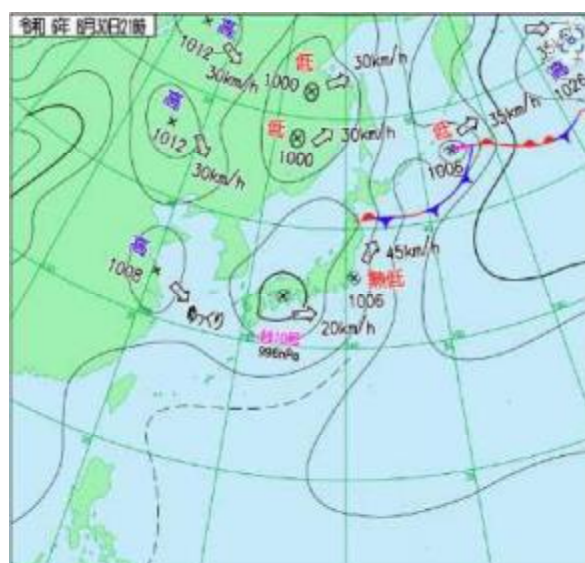 令和 6年 8月30日21時
高
1012
30km/h
低
1000
30km/h
高
1026
高
1012
30km/h
低
1000
30km/h
低
1006
35km/h
高
1008
ゆっくり
45km/h
熱低
1006
20km/h
台10号
996hPa